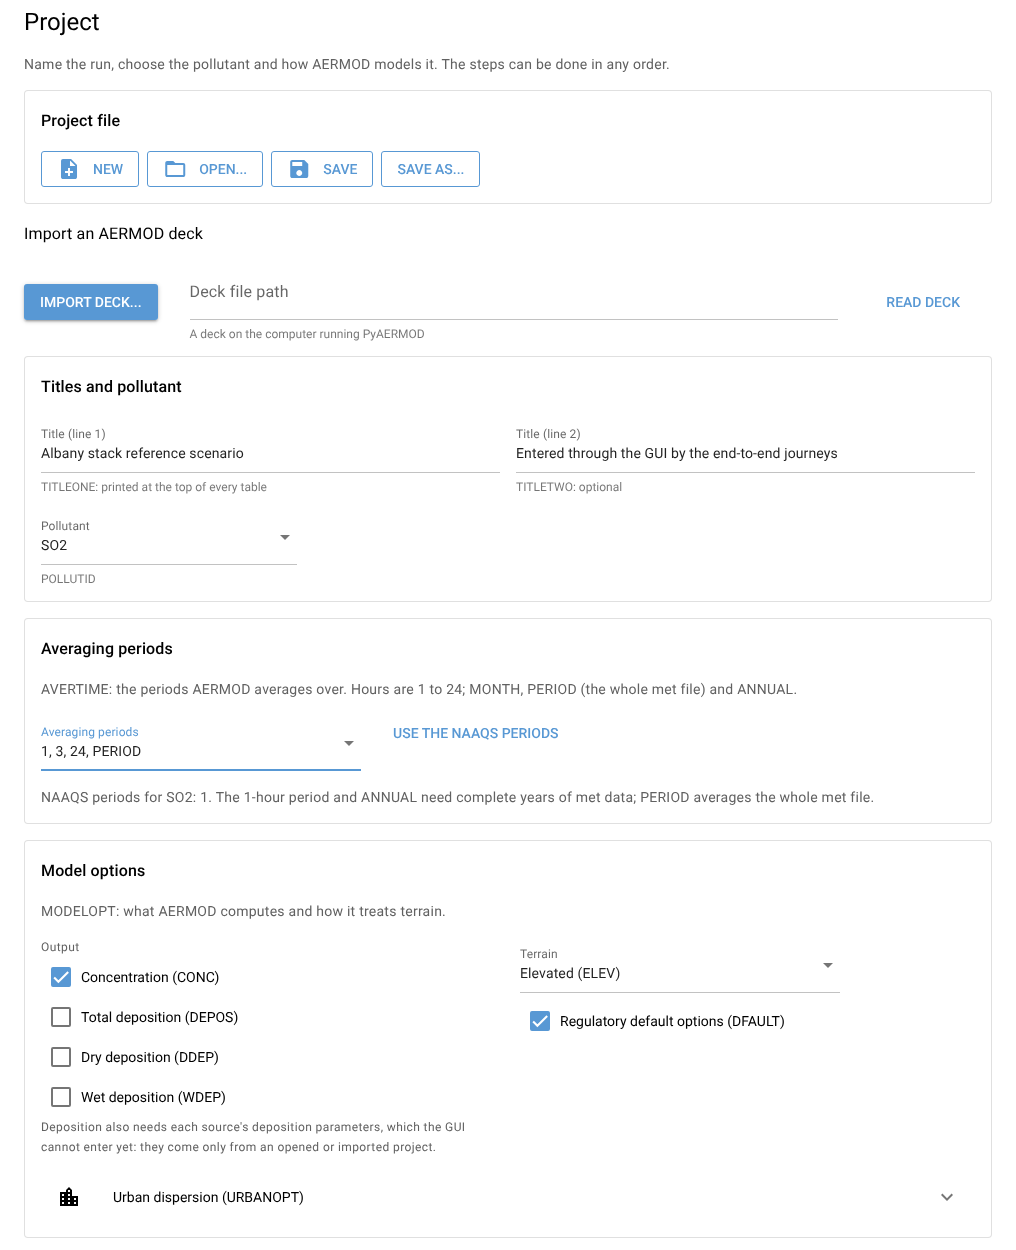 Project
Name the run, choose the pollutant and how AERMOD models it. The steps can be done in any order.
Project file
NEW
OPEN...
SAVE
SAVE AS...
Import an AERMOD deck
IMPORT DECK...
Deck file path
READ DECK
A deck on the computer running PyAERMOD
Titles and pollutant
Title (line 1)
Albany stack reference scenario
TITLEONE: printed at the top of every table
Title (line 2)
Entered through the GUI by the end-to-end journeys
TITLETWO: optional
Pollutant
SO2
POLLUTID
Averaging periods
AVERTIME: the periods AERMOD averages over. Hours are 1 to 24; MONTH, PERIOD (the whole met file) and ANNUAL.
Averaging periods
1, 3, 24, PERIOD
USE THE NAAQS PERIODS
NAAQS periods for SO2: 1. The 1-hour period and ANNUAL need complete years of met data; PERIOD averages the whole met file.
Model options
MODELOPT: what AERMOD computes and how it treats terrain.
Output
Concentration (CONC)
Total deposition (DEPOS)
Dry deposition (DDEP)
Wet deposition (WDEP)
Deposition also needs each source's deposition parameters, which the GUI
cannot enter yet: they come only from an opened or imported project.
Terrain
Elevated (ELEV)
Regulatory default options (DFAULT)
Urban dispersion (URBANOPT)